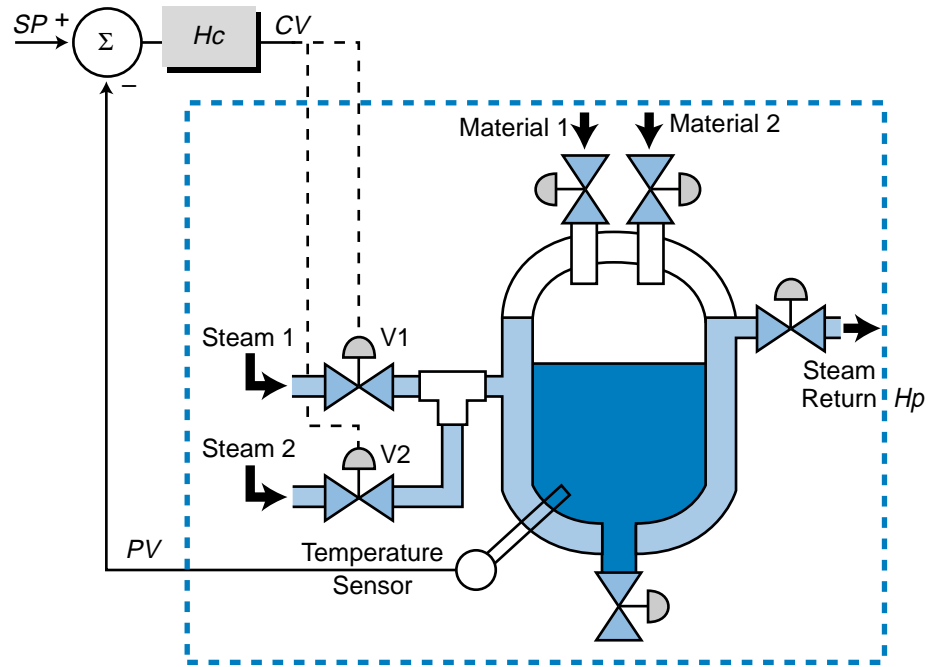 SP +
Σ
Hc
CV
–
Material 1
Material 2
Steam 1
V1
Steam
Return
Hp
Steam 2
V2
PV
Temperature
Sensor